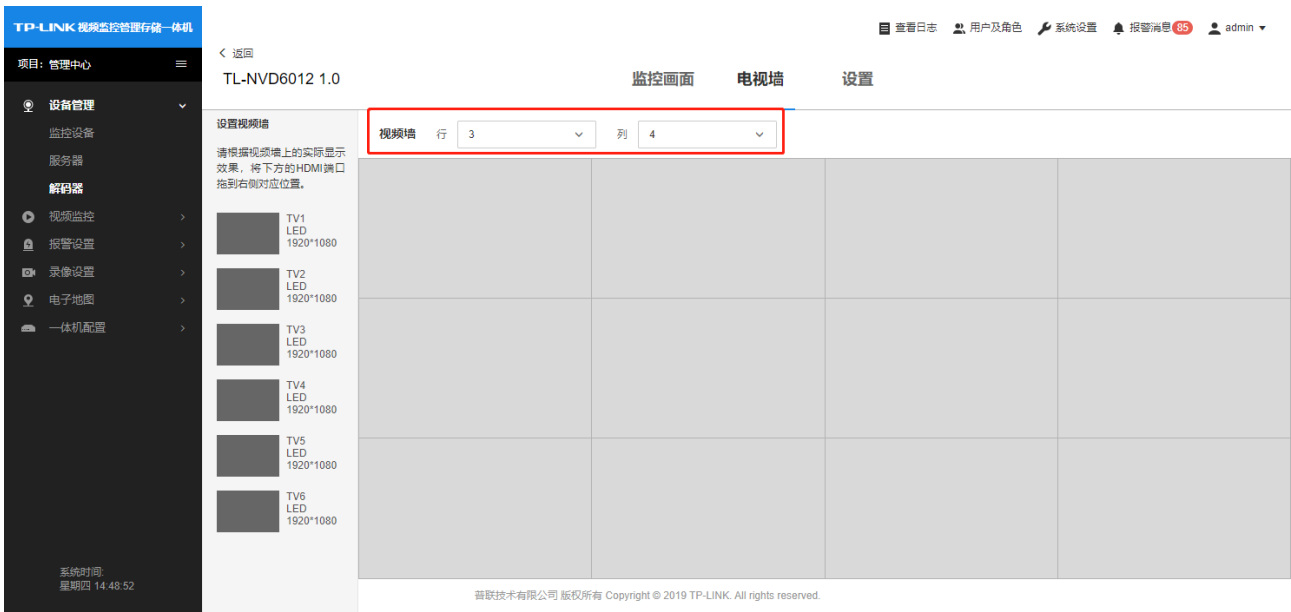 TP-LINK 视频监控管理存储一体机
查看日志 用户及角色 系统设置 报警消息 85 admin
项目: 管理中心
返回
TL-NVD6012 1.0
监控画面 电视墙 设置
设备管理
监控设备
服务器
解码器
视频监控
报警设置
录像设置
电子地图
一体机配置
系统时间:
星期四 14:48:52
设置视频墙
请根据视频墙上的实际显示
效果，将下方的HDMI端口
拖到右侧对应位置。
TV1
LED
1920*1080
TV2
LED
1920*1080
TV3
LED
1920*1080
TV4
LED
1920*1080
TV5
LED
1920*1080
TV6
LED
1920*1080
视频墙 行 3 列 4
普联技术有限公司 版权所有 Copyright © 2019 TP-LINK. All rights reserved.